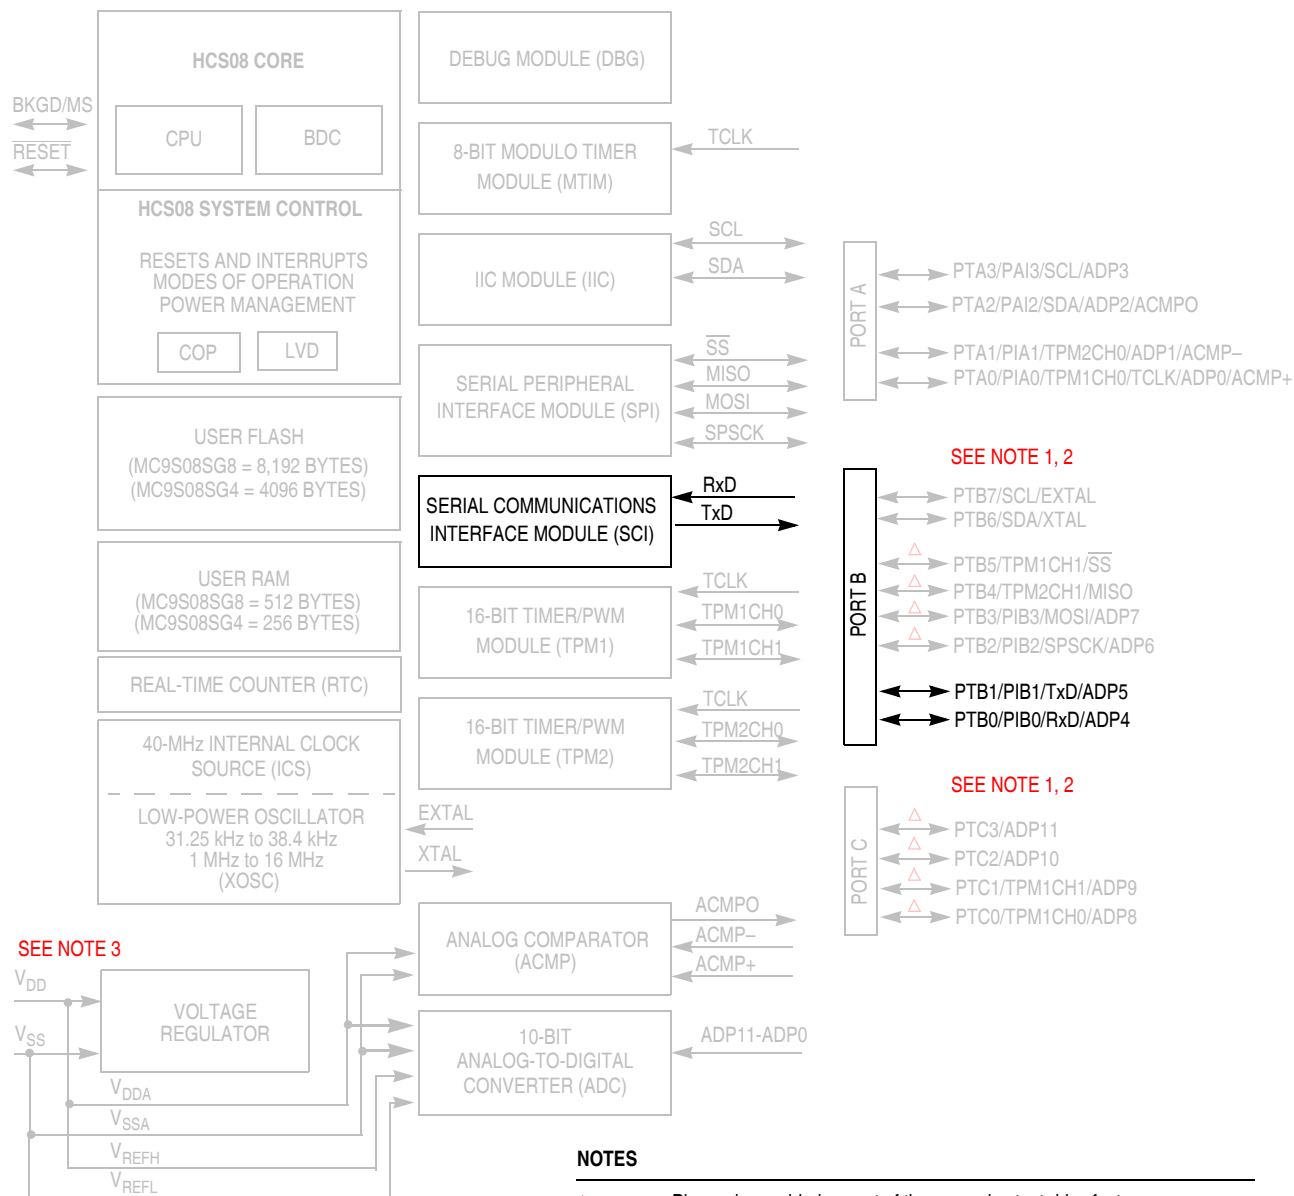 HCS08 CORE
BKGD/MS
RESET
CPU
BDC
HCS08 SYSTEM CONTROL
RESETS AND INTERRUPTS
MODES OF OPERATION
POWER MANAGEMENT
COP
LVD
USER FLASH
(MC9S08SG8 = 8,192 BYTES)
(MC9S08SG4 = 4096 BYTES)
USER RAM
(MC9S08SG8 = 512 BYTES)
(MC9S08SG4 = 256 BYTES)
REAL-TIME COUNTER (RTC)
40-MHz INTERNAL CLOCK
SOURCE (ICS)
LOW-POWER OSCILLATOR
31.25 kHz to 38.4 kHz
1 MHz to 16 MHz
(XOSC)
EXTAL
XTAL
SEE NOTE 3
VDD
VSS
VOLTAGE
REGULATOR
VDDA
VSSA
VREFH
VREFL
DEBUG MODULE (DBG)
8-BIT MODULO TIMER
MODULE (MTIM)
TCLK
IIC MODULE (IIC)
SCL
SDA
SERIAL PERIPHERAL
INTERFACE MODULE (SPI)
SS
MISO
MOSI
SPSCK
SERIAL COMMUNICATIONS
INTERFACE MODULE (SCI)
RxD
TxD
16-BIT TIMER/PWM
MODULE (TPM1)
TCLK
TPM1CH0
TPM1CH1
16-BIT TIMER/PWM
MODULE (TPM2)
TCLK
TPM2CH0
TPM2CH1
ANALOG COMPARATOR
(ACMP)
ACMPO
ACMP–
ACMP+
10-BIT
ANALOG-TO-DIGITAL
CONVERTER (ADC)
ADP11-ADP0
PORT A
PTA3/PAI3/SCL/ADP3
PTA2/PAI2/SDA/ADP2/ACMPO
PTA1/PIA1/TPM2CH0/ADP1/ACMP–
PTA0/PIA0/TPM1CH0/TCLK/ADP0/ACMP+
SEE NOTE 1, 2
PORT B
PTB7/SCL/EXTAL
PTB6/SDA/XTAL
PTB5/TPM1CH1/SS
PTB4/TPM2CH1/MISO
PTB3/PIB3/MOSI/ADP7
PTB2/PIB2/SPSCK/ADP6
PTB1/PIB1/TxD/ADP5
PTB0/PIB0/RxD/ADP4
SEE NOTE 1, 2
PORT C
PTC3/ADP11
PTC2/ADP10
PTC1/TPM1CH1/ADP9
PTC0/TPM1CH0/ADP8
NOTES